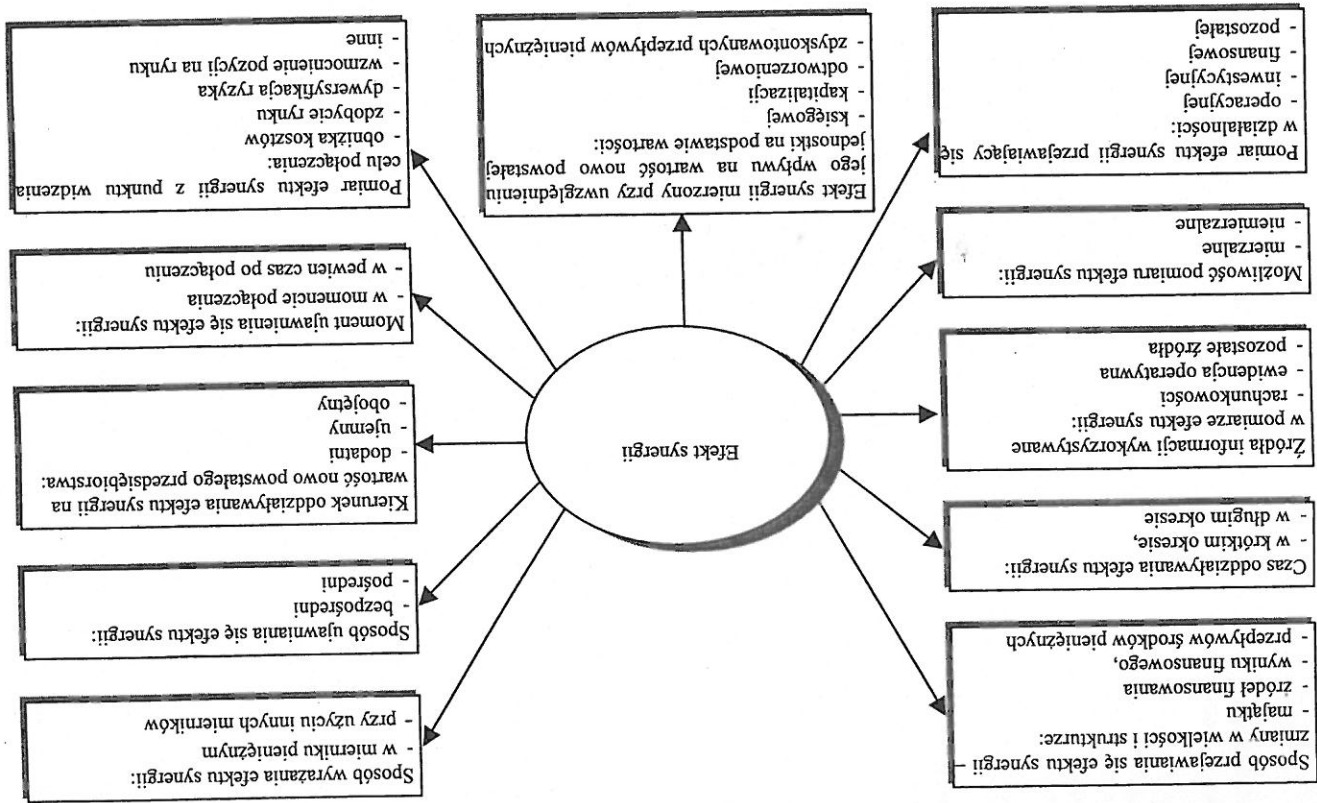 Sposób przejawiania się efektu synergii –
zmiany w wielkości i strukturze:
- majątku
- źródeł finansowania
- wyniku finansowego,
- przepływów środków pieniężnych
Czas oddziaływania efektu synergii:
- w krótkim okresie,
- w długim okresie
Źródła informacji wykorzystywane
w pomiarze efektu synergii:
- rachunkowości
- ewidencja operatywna
- pozostałe źródła
Możliwość pomiaru efektu synergii:
- mierzalne
- niemierzalne
Pomiar efektu synergii przejawiający się
w działalności:
- operacyjnej
- inwestycyjnej
- finansowej
- pozostałej
Efekt synergii
Efekt synergii mierzony przy uwzględnieniu
jego wpływu na wartość nowo powstałej
jednostki na podstawie wartości:
- księgowej
- kapitalizacji
- odtworzeniowej
- zdyskontowanych przepływów pieniężnych
Sposób wyrażażania efektu synergii:
- w mierniku pieniężnym
- przy użyciu innych mierników
Sposób ujawniania się efektu synergii:
- bezpośredni
- pośredni
Kierunek oddziaływania efektu synergii na
wartość nowo powstałego przedsiębiorstwa:
- dodatni
- ujemny
- obojętny
Moment ujawnienia się efektu synergii:
- w momencie połączenia
- w pewien czas po połączeniu
Pomiar efektu synergii z punktu widzenia
celu połączenia:
- obniżka kosztów
- zdobycie rynku
- dywersyfikacja ryzyka
- wzmocnienie pozycji na rynku
- inne